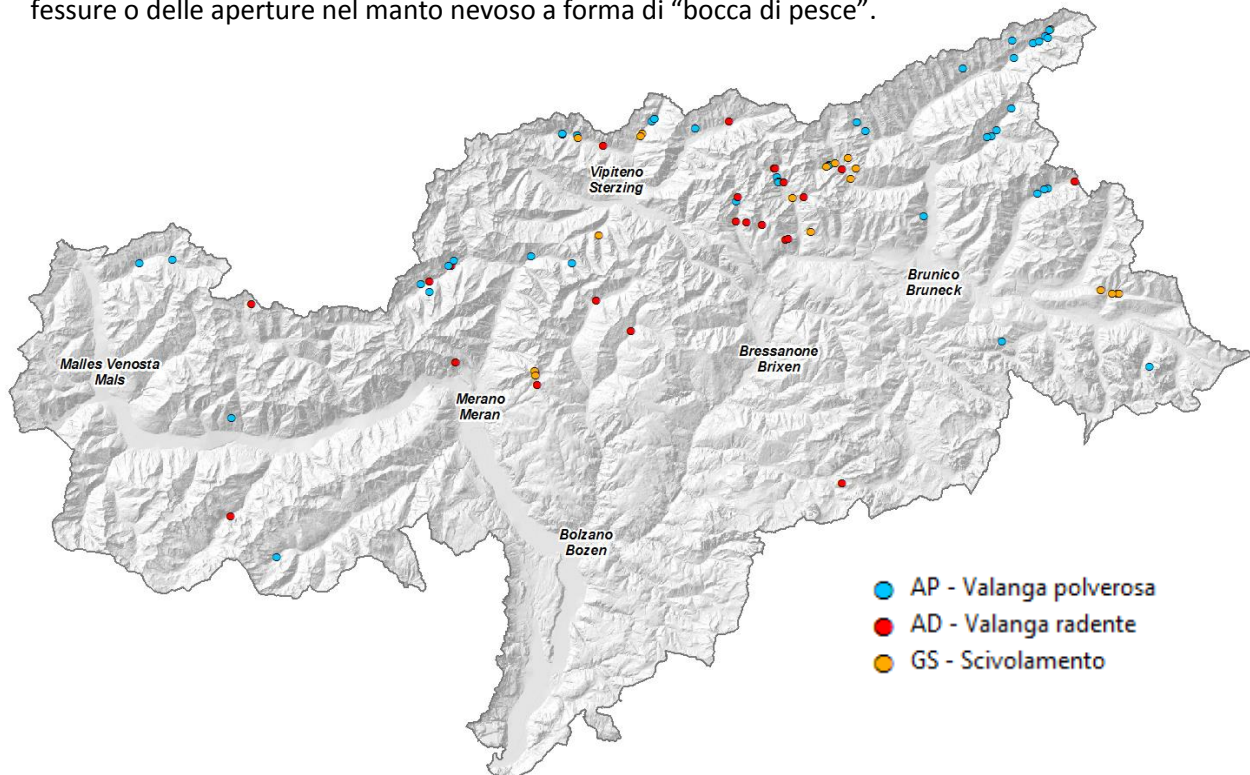 fessure o delle aperture nel manto nevoso a forma di “bocca di pesce”.
Vipiteno
Sterzing
Brunico
Bruneck
Malles Venosta
Mals
Bressanone
Brixen
Merano
Meran
Bolzano
Bozen
AP - Valanga polverosa
AD - Valanga radente
GS - Scivolamento